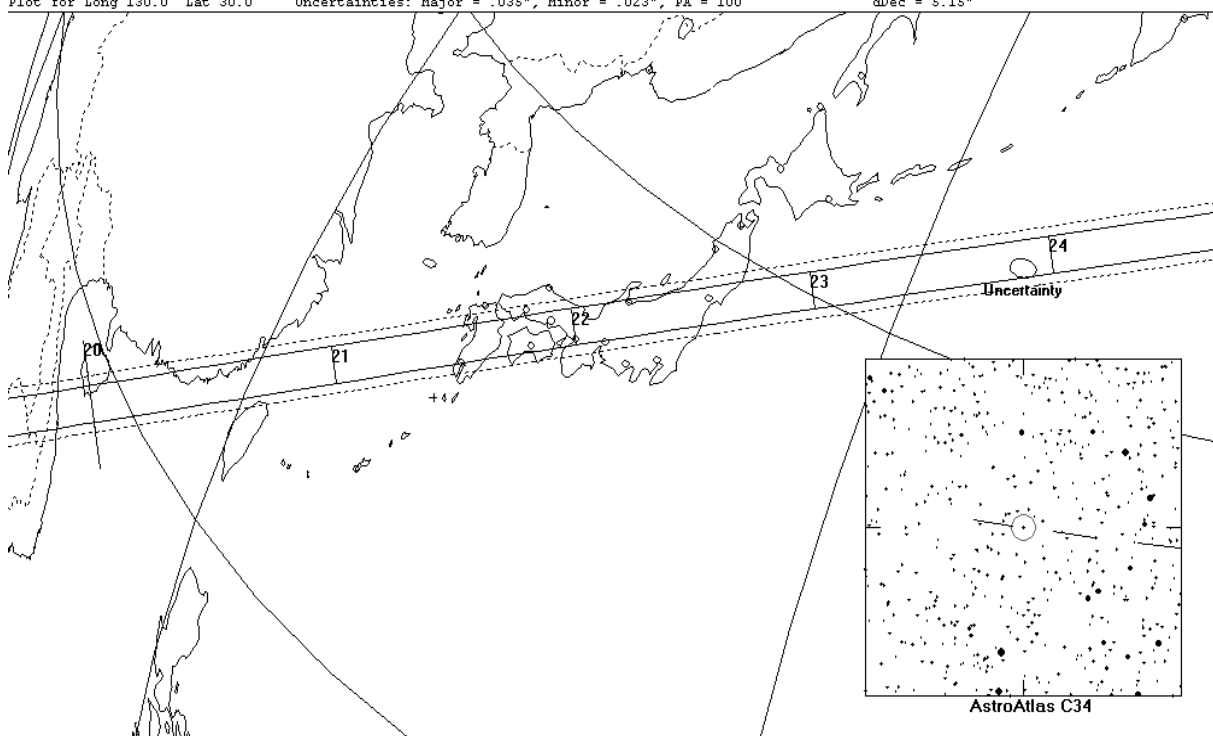 Plot for Long 130.0 Lat 30.0 Uncertainties: Major = .035", Minor = .023", PA = 100 dDec = 5.15"
24
23
Uncertainty
22
20
21
AstroAtlas C34